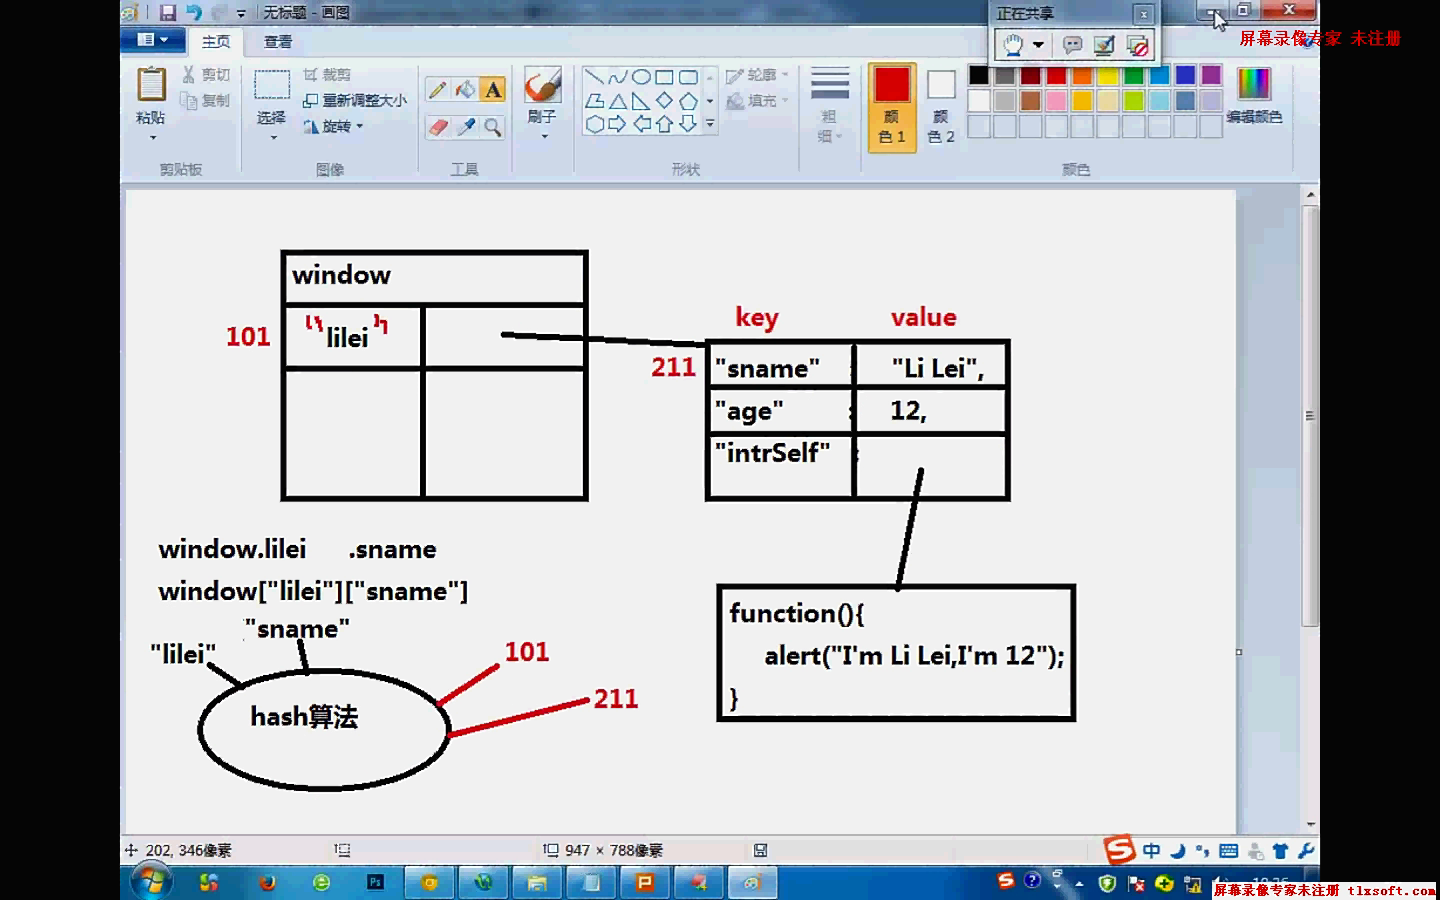 无标题 - 画图
正在共享
屏幕录像专家 未注册
主页
查看
剪切
复制
粘贴
剪贴板
裁剪
重新调整大小
旋转
选择
图像
工具
刷子
轮廓
填充
形状
粗
细
颜
色 1
颜
色 2
编辑颜色
颜色
window
101
"lilei"
key
value
211
"sname" : "Li Lei",
"age" : 12,
"intrSelf" :
window.lilei .sname
window["lilei"]["sname"]
"sname"
"lilei"
101
211
hash算法
function(){
alert("I'm Li Lei,I'm 12");
}
202, 346像素
947 × 788像素
中
屏幕录像专家未注册 tlxsoft.com